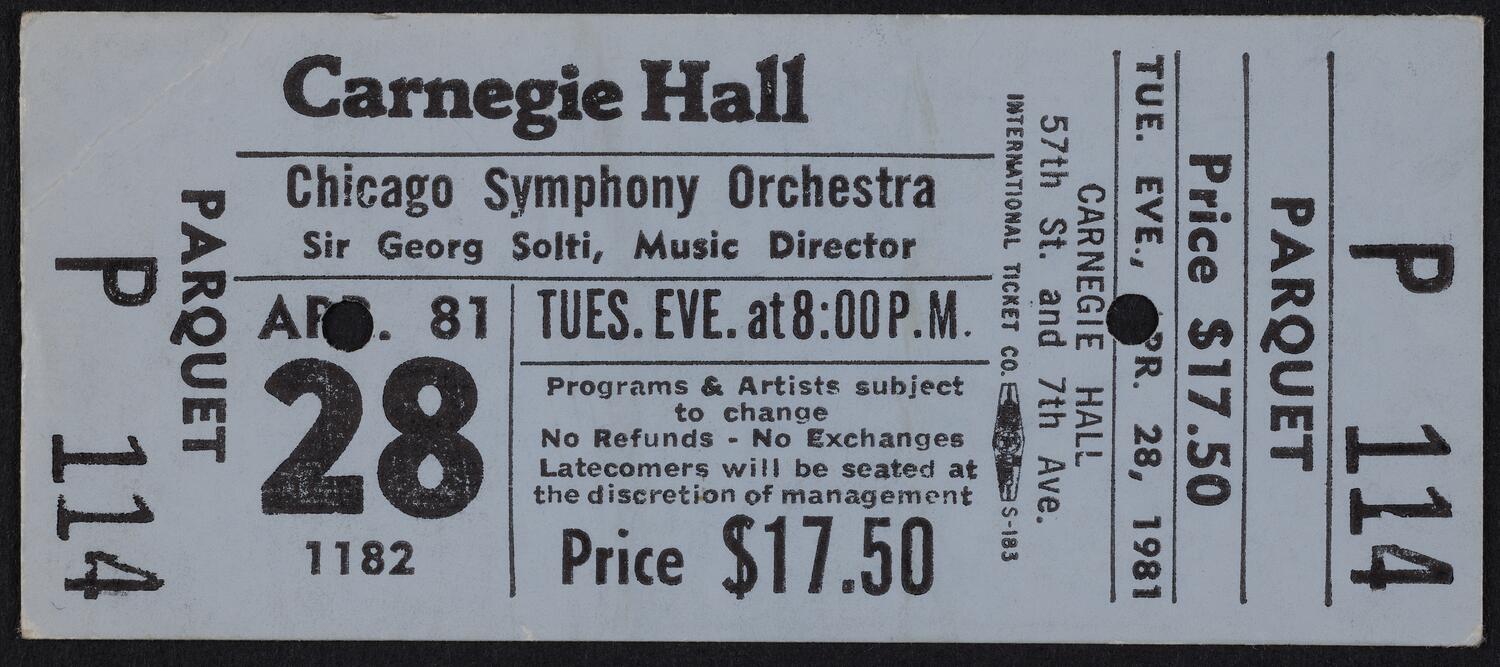 P 114
PARQUET
Carnegie Hall
Chicago Symphony Orchestra
Sir Georg Solti, Music Director
81
28
1182
TUES. EVE. at 8:00 P.M.
Programs & Artists subject
to change
No Refunds - No Exchanges
Latecomers will be seated at
the discretion of management
Price $17.50
INTERNATIONAL TICKET CO. S-183
57th St. and 7th Ave.
CARNEGIE HALL
TUE. EVE., APR. 28, 1981
Price $17.50
PARQUET
P 114